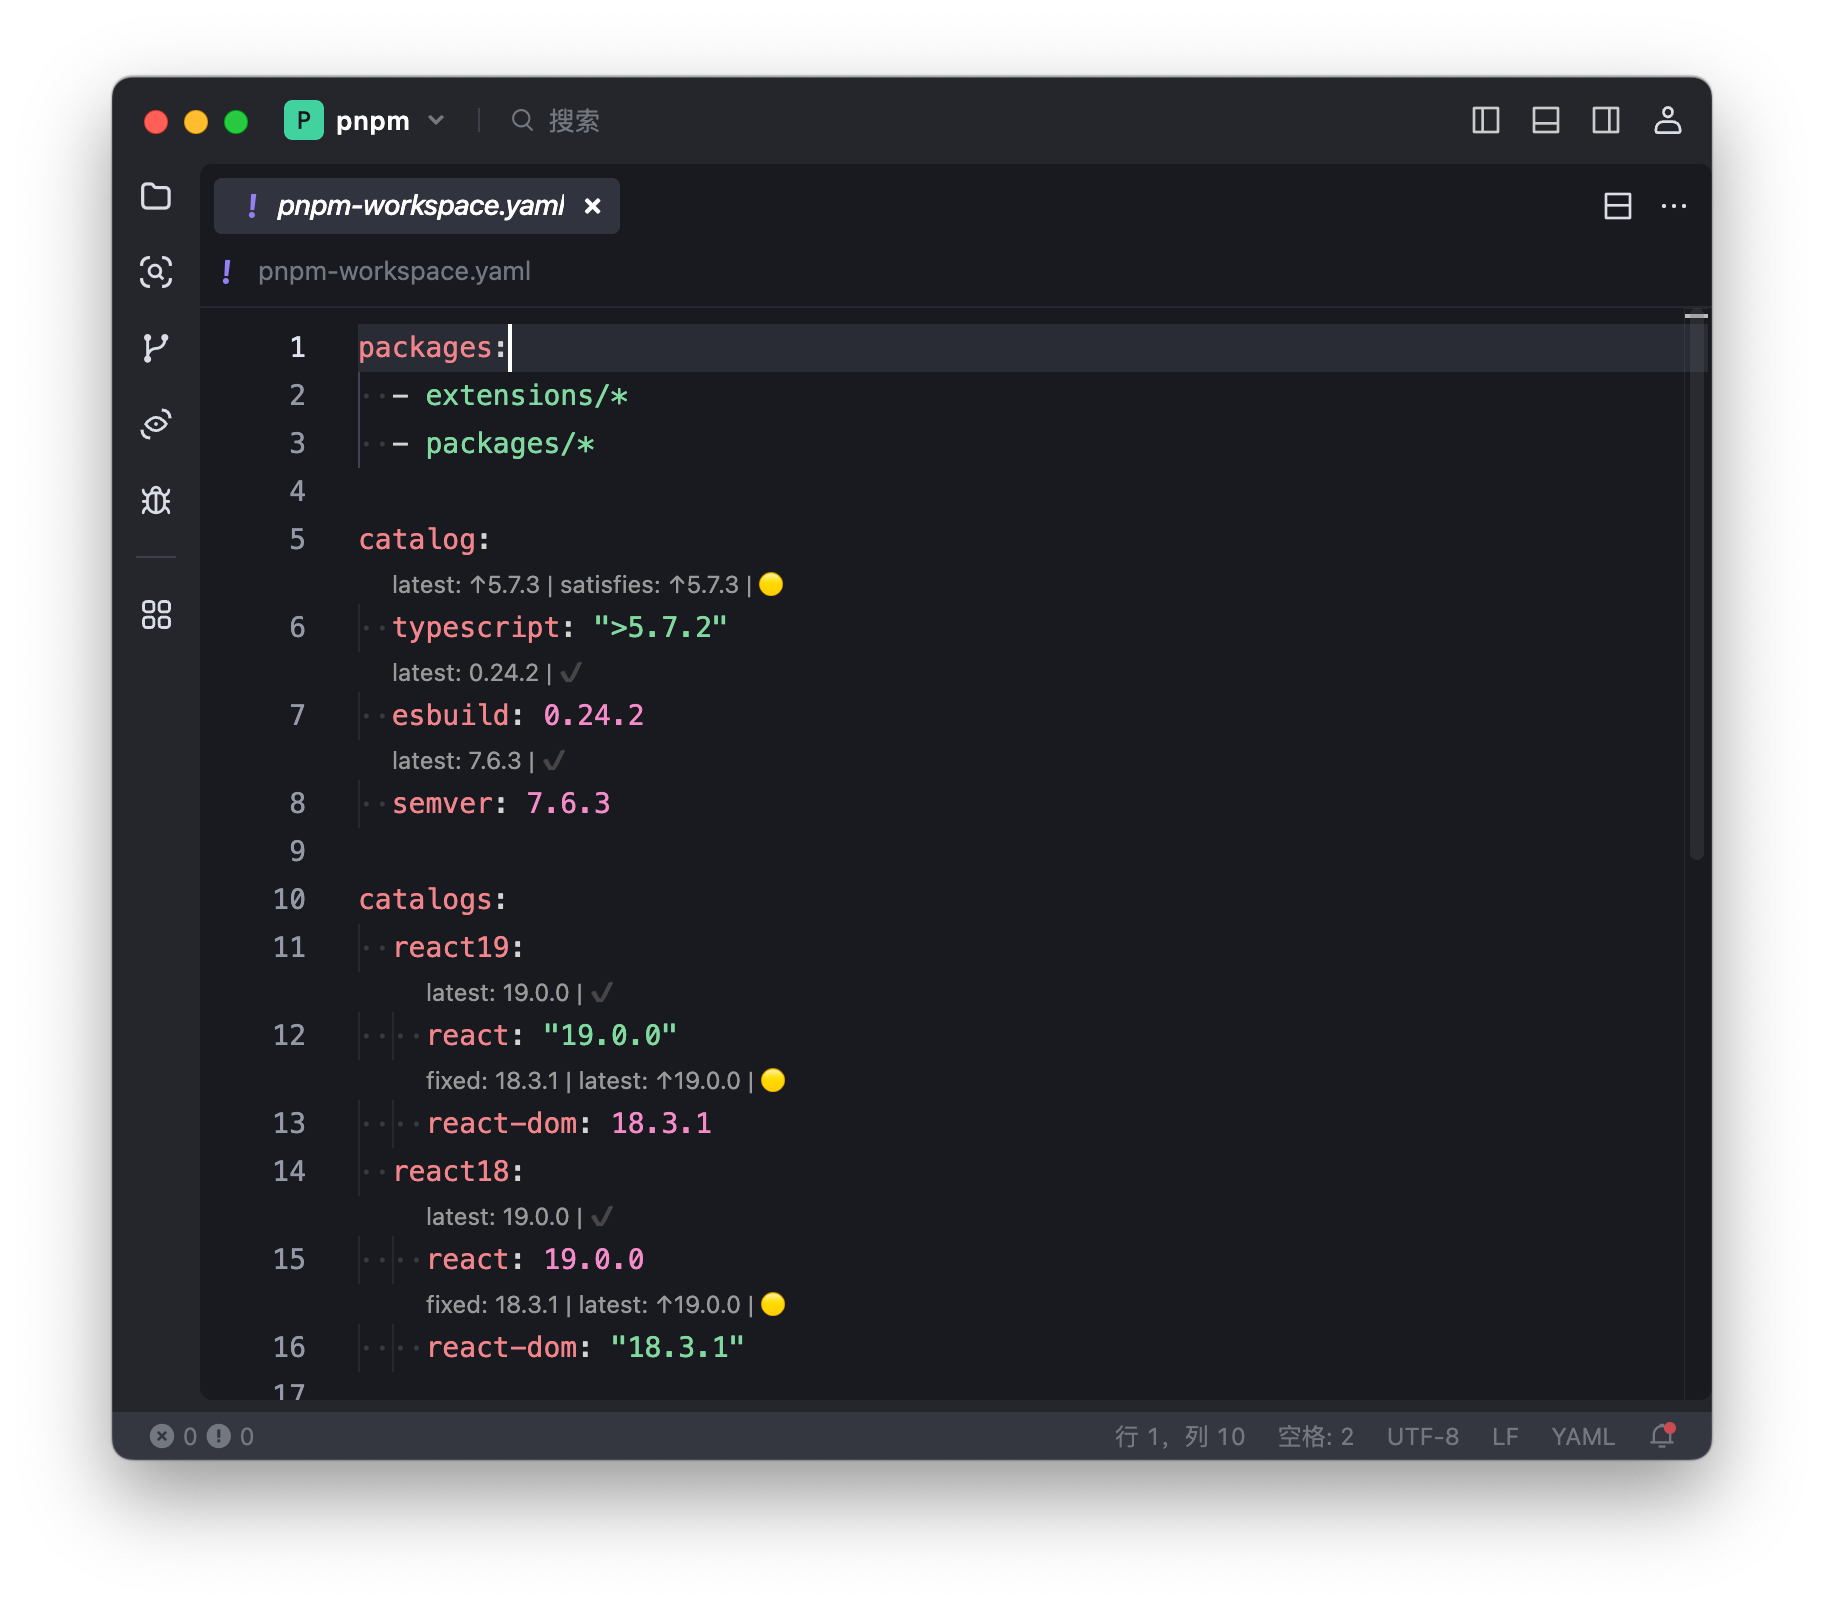 P pnpm 搜索
! pnpm-workspace.yaml ×
! pnpm-workspace.yaml
1 packages:
2 - extensions/*
3 - packages/*
4
5 catalog:
latest: ↑5.7.3 | satisfies: ↑5.7.3 | 🟡
6 typescript: ">5.7.2"
latest: 0.24.2 | ✓
7 esbuild: 0.24.2
latest: 7.6.3 | ✓
8 semver: 7.6.3
9
10 catalogs:
11 react19:
latest: 19.0.0 | ✓
12 react: "19.0.0"
fixed: 18.3.1 | latest: ↑19.0.0 | 🟡
13 react-dom: 18.3.1
14 react18:
latest: 19.0.0 | ✓
15 react: 19.0.0
fixed: 18.3.1 | latest: ↑19.0.0 | 🟡
16 react-dom: "18.3.1"
17
0 0 行 1，列 10 空格: 2 UTF-8 LF YAML